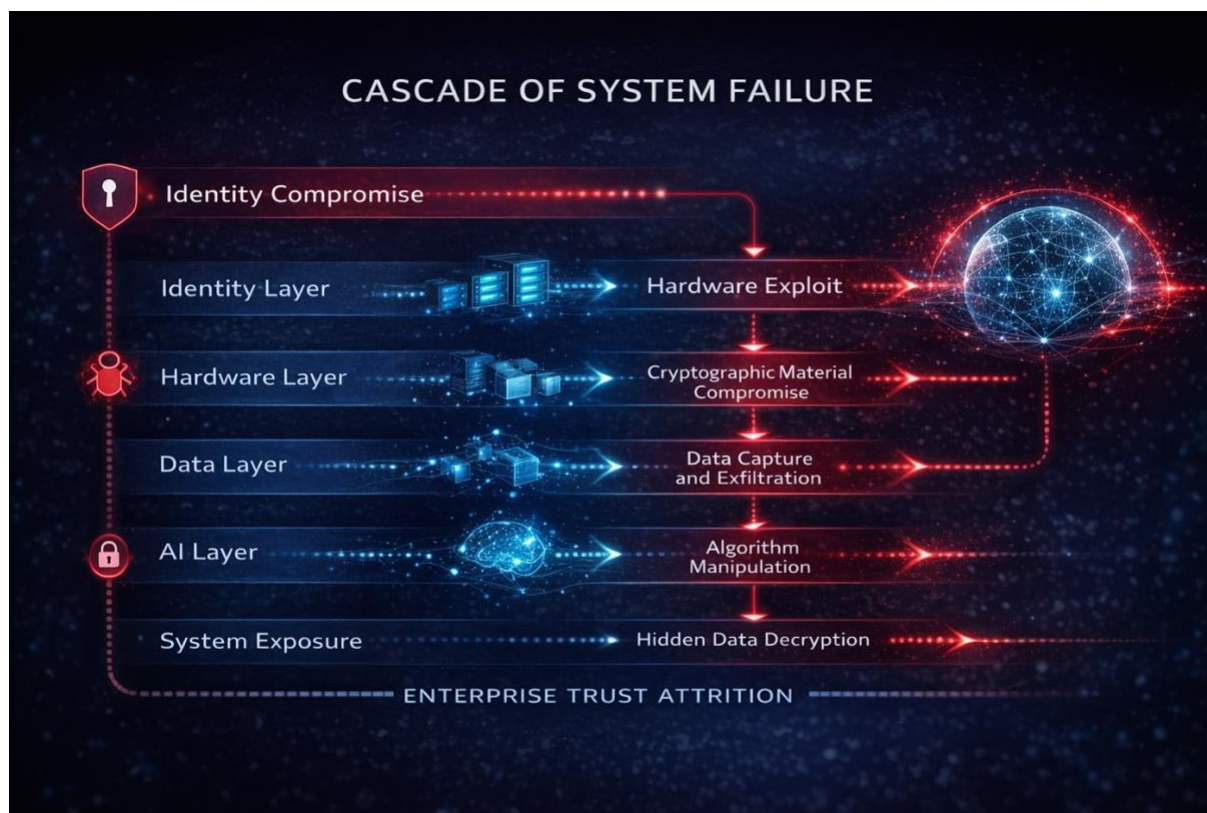 CASCADE OF SYSTEM FAILURE
Identity Compromise
Identity Layer
Hardware Exploit
Hardware Layer
Cryptographic Material
Compromise
Data Layer
Data Capture
and Exfiltration
AI Layer
Algorithm
Manipulation
System Exposure
Hidden Data Decryption
ENTERPRISE TRUST ATTRITION